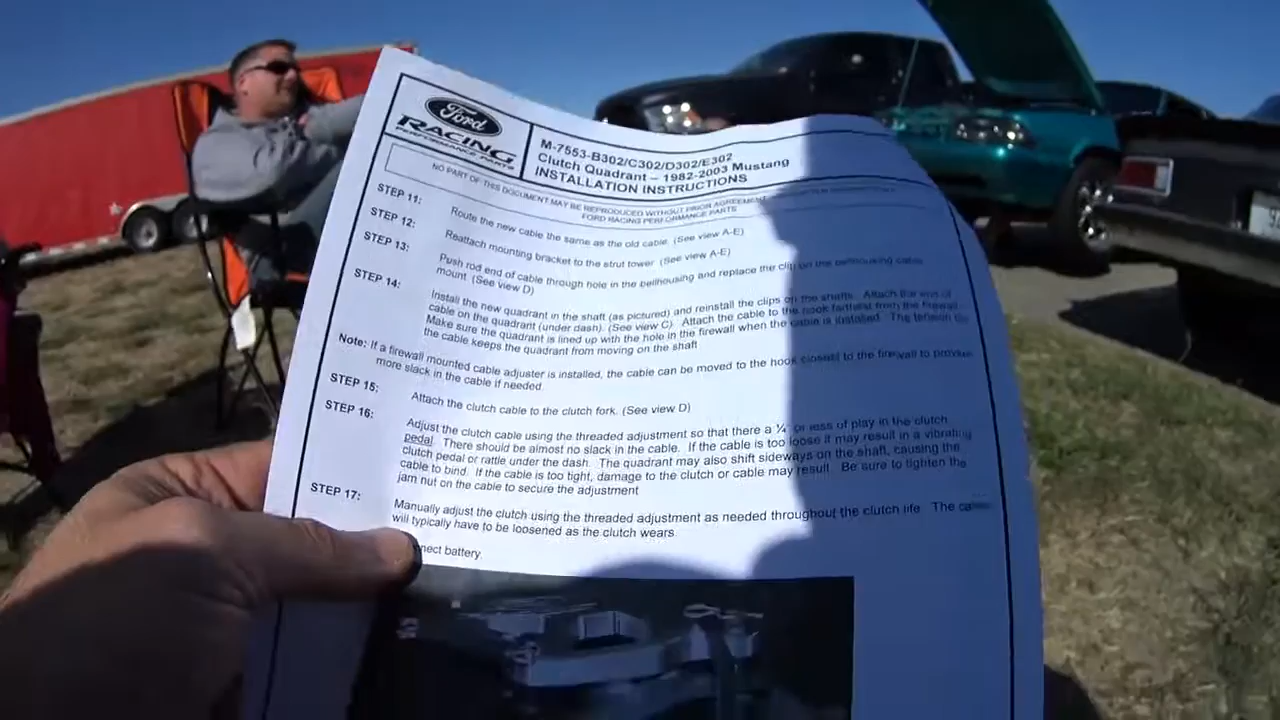 Ford
RACING
PERFORMANCE PARTS
M-7553-B302/C302/D302/E302
Clutch Quadrant – 1982-2003 Mustang
INSTALLATION INSTRUCTIONS
NO PART OF THIS DOCUMENT MAY BE REPRODUCED WITHOUT PRIOR AGREEMENT
FORD RACING PERFORMANCE PARTS
STEP 11: Route the new cable the same as the old cable. (See view A-E)
STEP 12: Reattach mounting bracket to the strut tower (See view A-E)
STEP 13: Push rod end of cable through hole in the bellhousing and replace the clip on the bellhousing cable
mount (See view D)
STEP 14: Install the new quadrant in the shaft (as pictured) and reinstall the clips on the shafts. Attach the end of
cable on the quadrant (under dash). (See view C) Attach the cable to the hook farthest from the firewall.
Make sure the quadrant is lined up with the hole in the firewall when the cable is installed. The tension
the cable keeps the quadrant from moving on the shaft
Note: If a firewall mounted cable adjuster is installed, the cable can be moved to the hook closest to the firewall to provide
more slack in the cable if needed.
STEP 15: Attach the clutch cable to the clutch fork. (See view D)
STEP 16: Adjust the clutch cable using the threaded adjustment so that there a ¼" or less of play in the clutch
pedal. There should be almost no slack in the cable. If the cable is too loose it may result in a vibrating
clutch pedal or rattle under the dash. The quadrant may also shift sideways on the shaft, causing the
cable to bind. If the cable is too tight, damage to the clutch or cable may result. Be sure to tighten the
jam nut on the cable to secure the adjustment
STEP 17: Manually adjust the clutch using the threaded adjustment as needed throughout the clutch life. The
will typically have to be loosened as the clutch wears
nect battery.